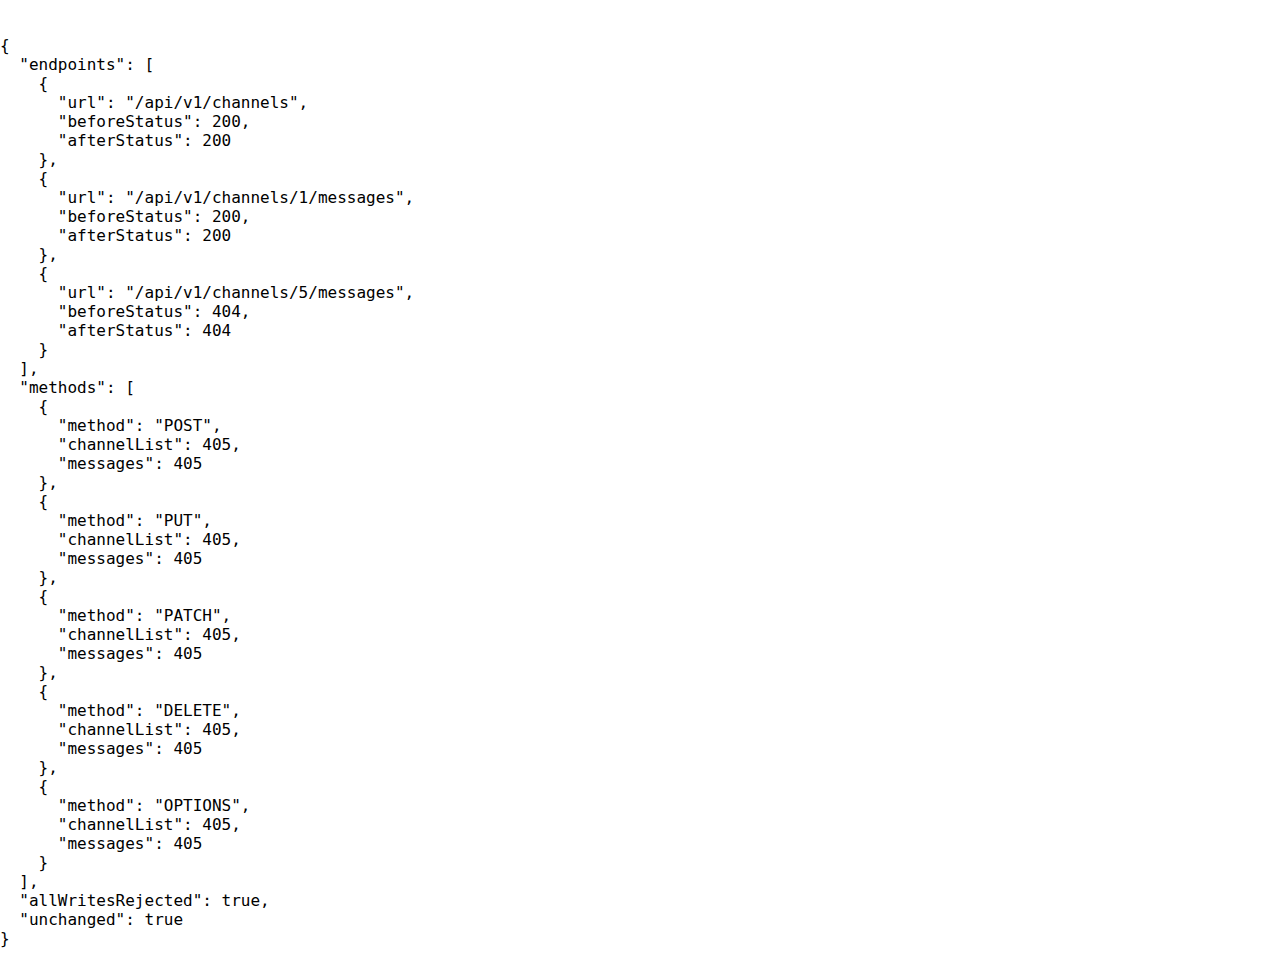 {
  "endpoints": [
    {
      "url": "/api/v1/channels",
      "beforeStatus": 200,
      "afterStatus": 200
    },
    {
      "url": "/api/v1/channels/1/messages",
      "beforeStatus": 200,
      "afterStatus": 200
    },
    {
      "url": "/api/v1/channels/5/messages",
      "beforeStatus": 404,
      "afterStatus": 404
    }
  ],
  "methods": [
    {
      "method": "POST",
      "channelList": 405,
      "messages": 405
    },
    {
      "method": "PUT",
      "channelList": 405,
      "messages": 405
    },
    {
      "method": "PATCH",
      "channelList": 405,
      "messages": 405
    },
    {
      "method": "DELETE",
      "channelList": 405,
      "messages": 405
    },
    {
      "method": "OPTIONS",
      "channelList": 405,
      "messages": 405
    }
  ],
  "allWritesRejected": true,
  "unchanged": true
}